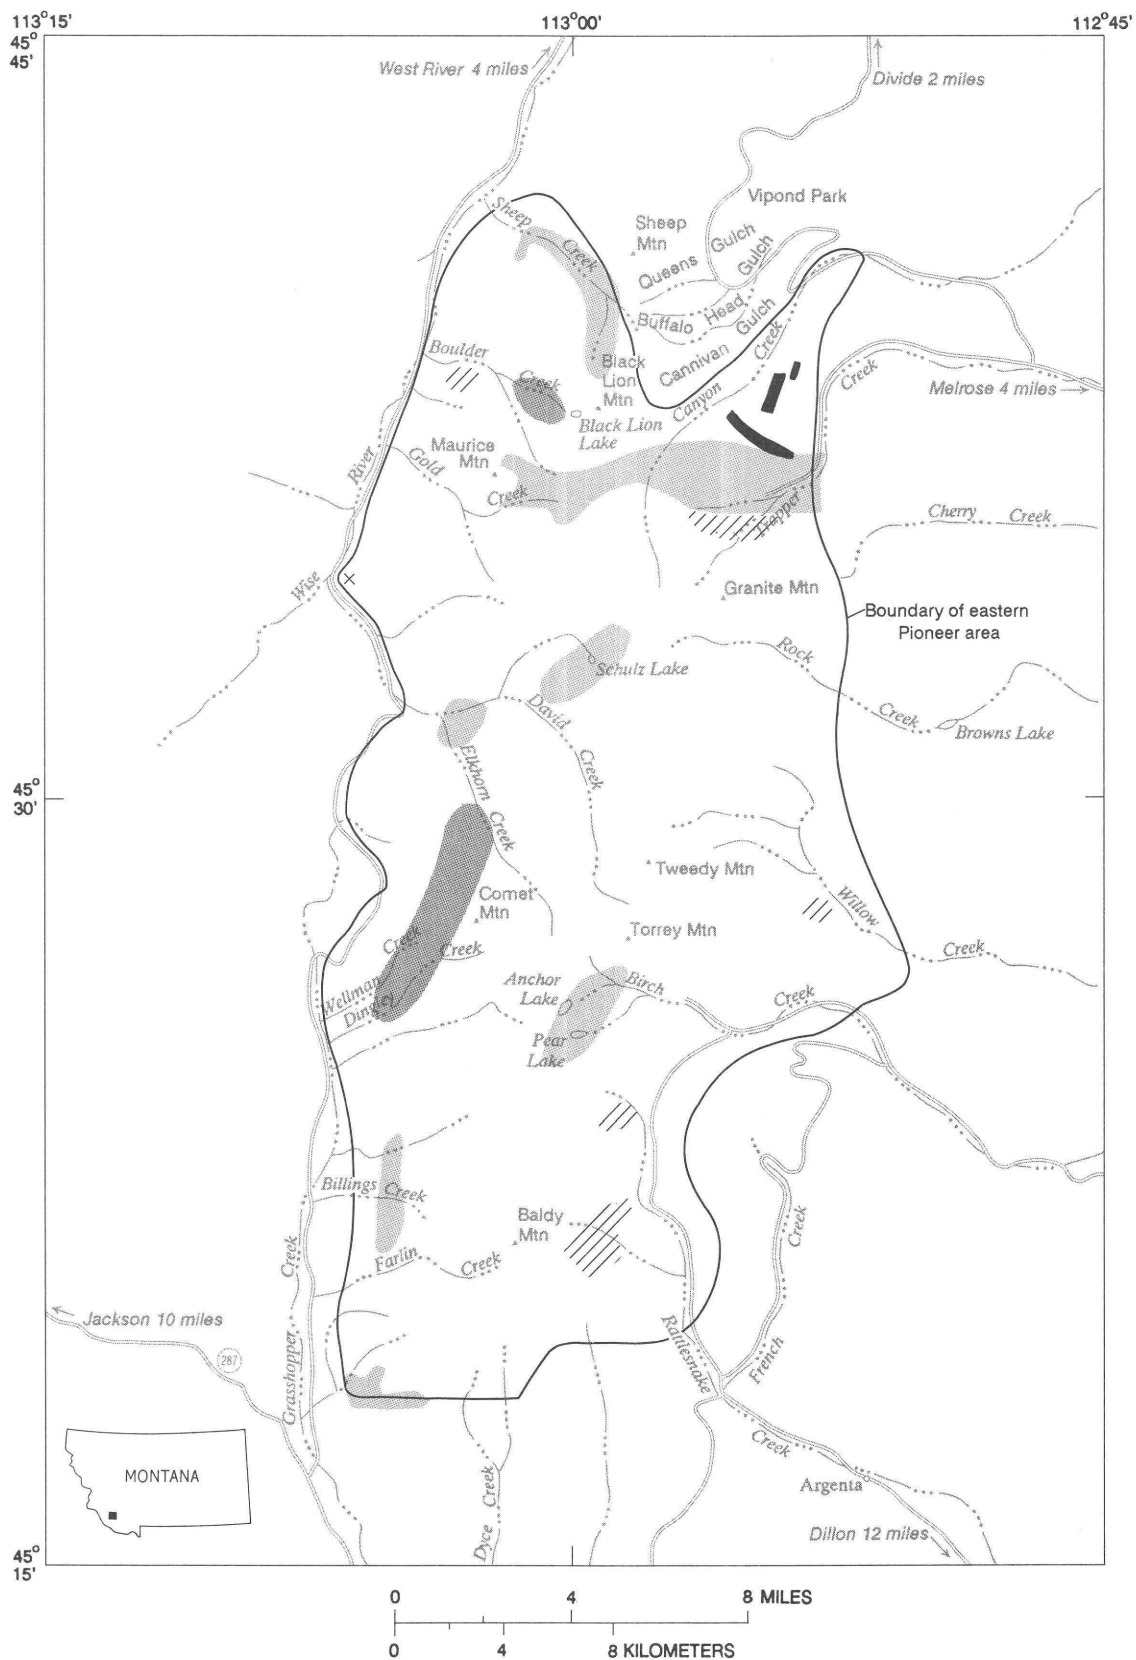 113°15'
113°00'
112°45'
45°
45'
West River 4 miles
Divide 2 miles
Vipond Park
Sheep
Creek
Sheep
Mtn
Queens Gulch
Gulch
Buffalo Head
Cannivan Gulch
Canyon Creek
Boulder
Creek
Black
Lion
Mtn
Black Lion
Lake
Creek
Melrose 4 miles
Maurice
Mtn
River
Gold
Creek
Trapper
Cherry Creek
Wise
Granite Mtn
Boundary of eastern
Pioneer area
Schulz Lake
Rock
Creek
Browns Lake
David
Creek
Elkhorn
Creek
45°
30'
Tweedy Mtn
Comet
Mtn
Willow
Creek
Torrey Mtn
Creek
Creek
Wellman
Dingley
Anchor
Lake
Birch
Creek
Pear
Lake
Billings Creek
Baldy
Mtn
Farlin Creek
Creek
Creek
Jackson 10 miles
287
Grasshopper
Rattlesnake
French
Creek
MONTANA
Dyce Creek
Argenta
Dillon 12 miles
45°
15'
0 4 8 MILES
0 4 8 KILOMETERS